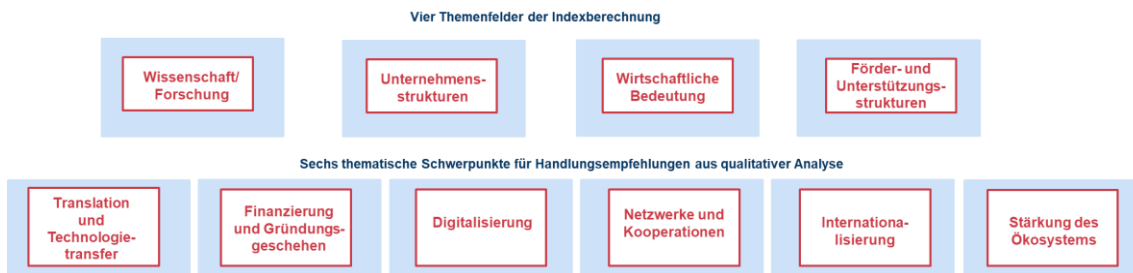 Vier Themenfelder der Indexberechnung
Wissenschaft/
Forschung
Unternehmens-
strukturen
Wirtschaftliche
Bedeutung
Förder- und
Unterstützungs-
strukturen
Sechs thematische Schwerpunkte für Handlungsempfehlungen aus qualitativer Analyse
Translation
und
Technologie-
transfer
Finanzierung
und Gründungs-
geschehen
Digitalisierung
Netzwerke und
Kooperationen
Internationa-
lisierung
Stärkung des
Ökosystems